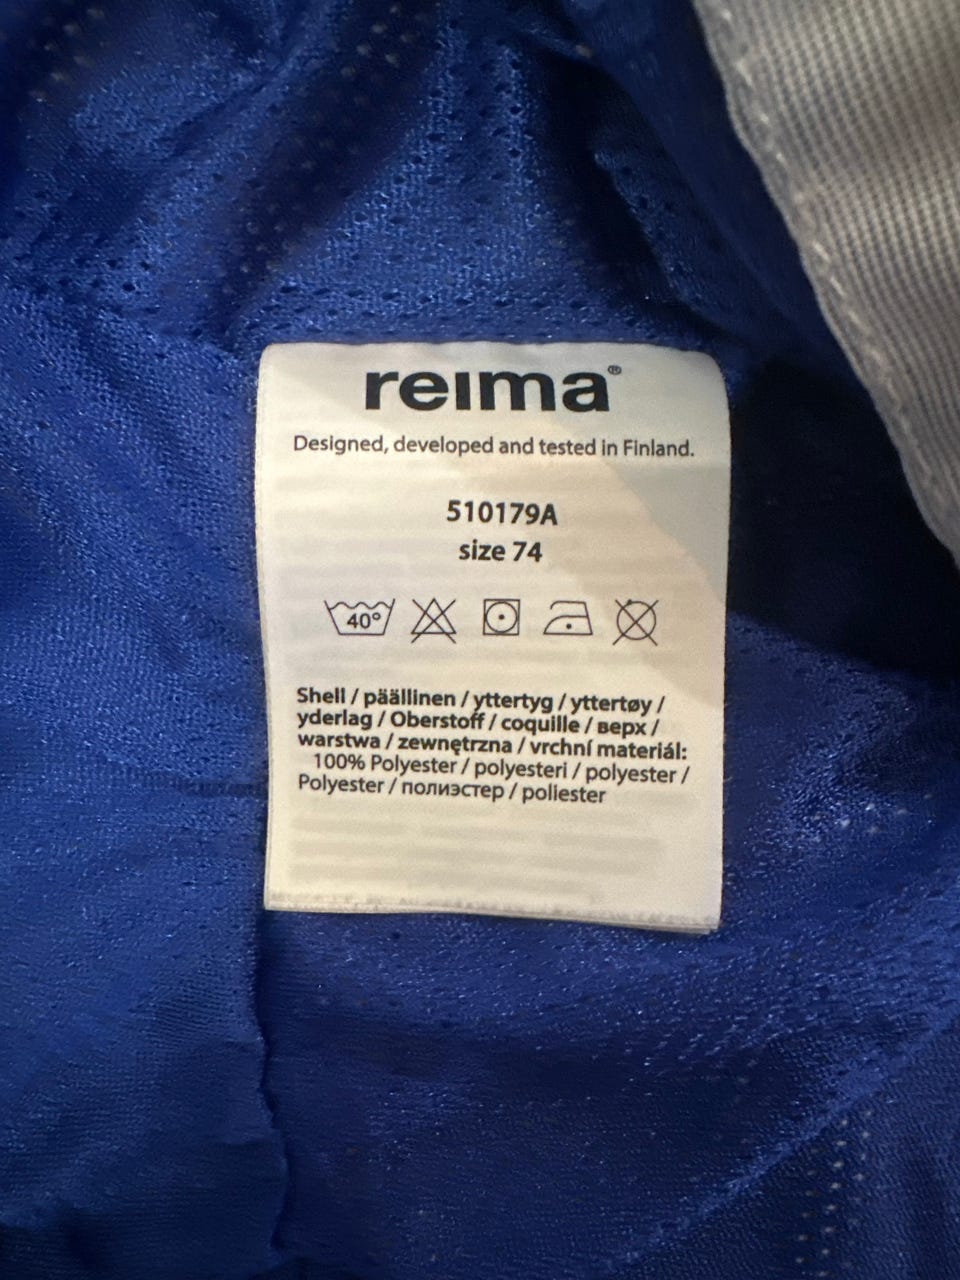 reima®
Designed, developed and tested in Finland.
510179A
size 74
40°
Shell / päällinen / yttertyg / yttertøy /
yderlag / Oberstoff / coquille / верх /
warstwa / zewnętrzna / vrchní materiál:
100% Polyester / polyesteri / polyester /
Polyester / полиэстер / poliester